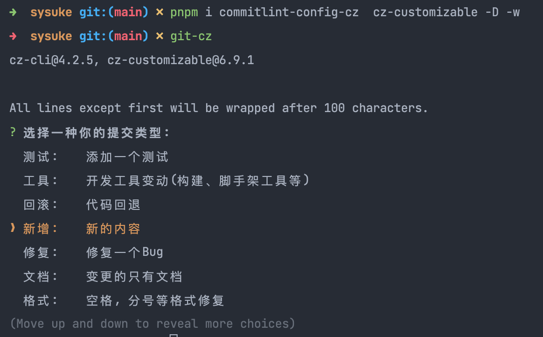 ➜ sysuke git:(main) ✗ pnpm i commitlint-config-cz cz-customizable -D -w
➜ sysuke git:(main) ✗ git-cz
cz-cli@4.2.5, cz-customizable@6.9.1
All lines except first will be wrapped after 100 characters.
? 选择一种你的提交类型:
测试: 添加一个测试
工具: 开发工具变动(构建、脚手架工具等)
回滚: 代码回退
❯ 新增: 新的内容
修复: 修复一个Bug
文档: 变更的只有文档
格式: 空格, 分号等格式修复
(Move up and down to reveal more choices)